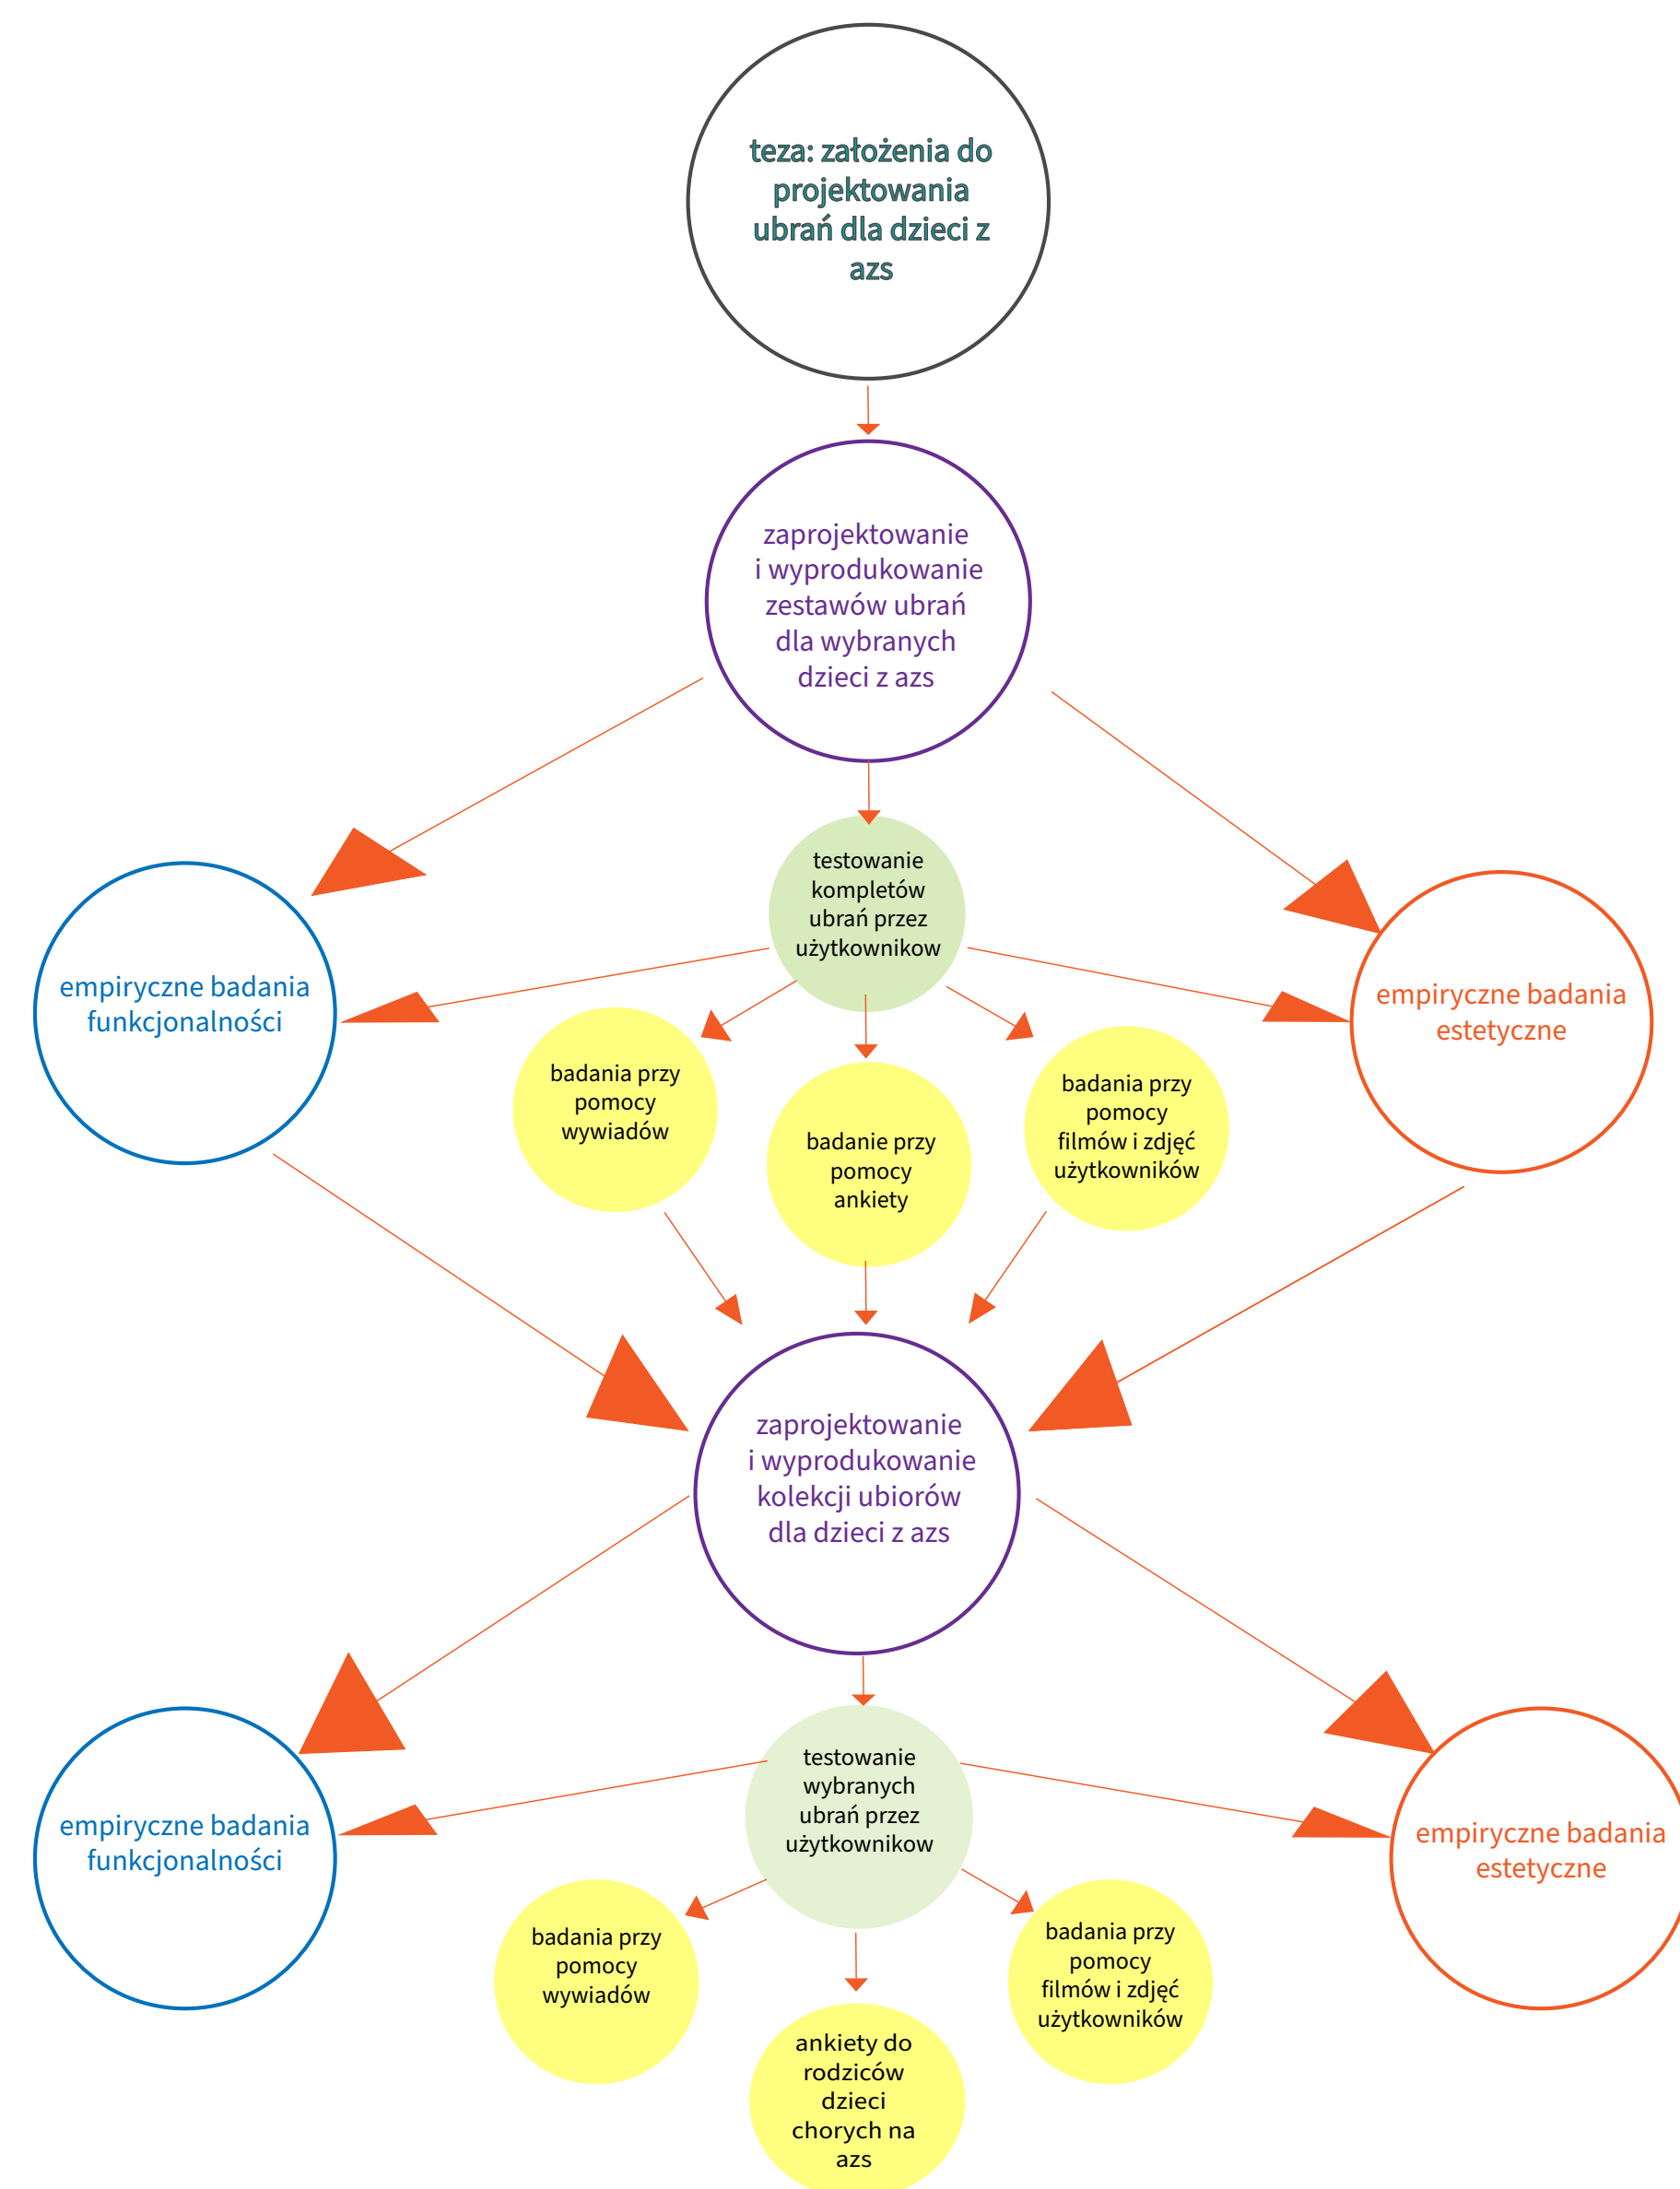 teza: założenia do
projektowania
ubrań dla dzieci z
azs
zaprojektowanie
i wyprodukowanie
zestawów ubrań
dla wybranych
dzieci z azs
testowanie
kompletów
ubrań przez
użytkownikow
empiryczne badania
funkcjonalności
empiryczne badania
estetyczne
badania przy
pomocy
wywiadów
badanie przy
pomocy
ankiety
badania przy
pomocy
filmów i zdjęć
użytkowników
zaprojektowanie
i wyprodukowanie
kolekcji ubiorów
dla dzieci z azs
testowanie
wybranych
ubrań przez
użytkownikow
empiryczne badania
funkcjonalności
empiryczne badania
estetyczne
badania przy
pomocy
wywiadów
ankiety do
rodziców
dzieci
chorych na
azs
badania przy
pomocy
filmów i zdjęć
użytkowników